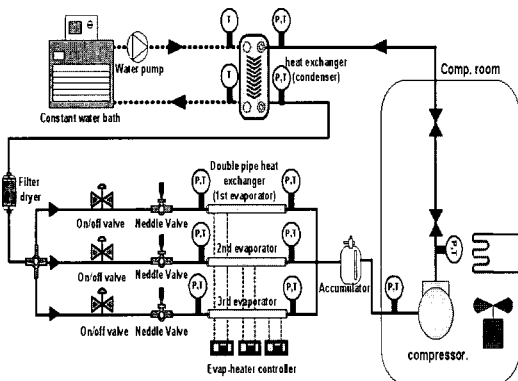 T
P,T
Water pump
heat exchanger
(condenser)
Comp. room
T
P,T
Constant water bath
Filter
dryer
Double pipe heat
exchanger
(1st evaporator)
P,T
P,T
On/off valve
Neddle Valve
P,T
2nd evaporator
P,T
P,T
On/off valve
Neddle Valve
Accumulator
P,T
3rd evaporator
P,T
P,T
On/off valve
Neddle Valve
compressor.
Evap-heater controller